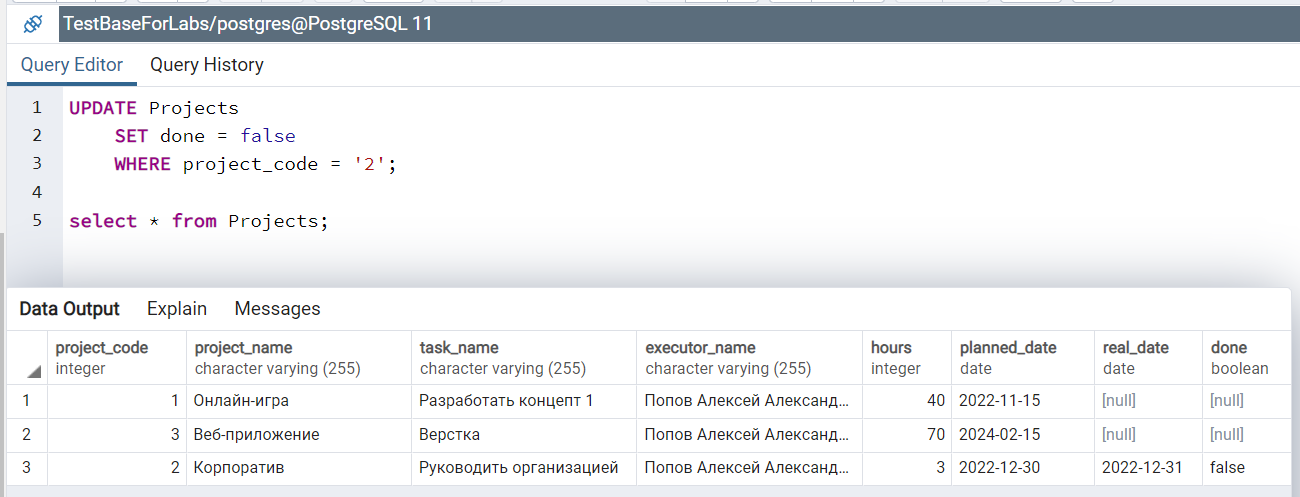 TestBaseForLabs/postgres@PostgreSQL 11
Query Editor Query History
1 UPDATE Projects
2 SET done = false
3 WHERE project_code = '2';
4
5 select * from Projects;
Data Output Explain Messages
project_code project_name task_name executor_name hours planned_date real_date done
integer character varying (255) character varying (255) character varying (255) integer date date boolean
1 1 Онлайн-игра Разработать концепт 1 Попов Алексей Александ... 40 2022-11-15 [null] [null]
2 3 Веб-приложение Верстка Попов Алексей Александ... 70 2024-02-15 [null] [null]
3 2 Корпоратив Руководить организацией Попов Алексей Александ... 3 2022-12-30 2022-12-31 false